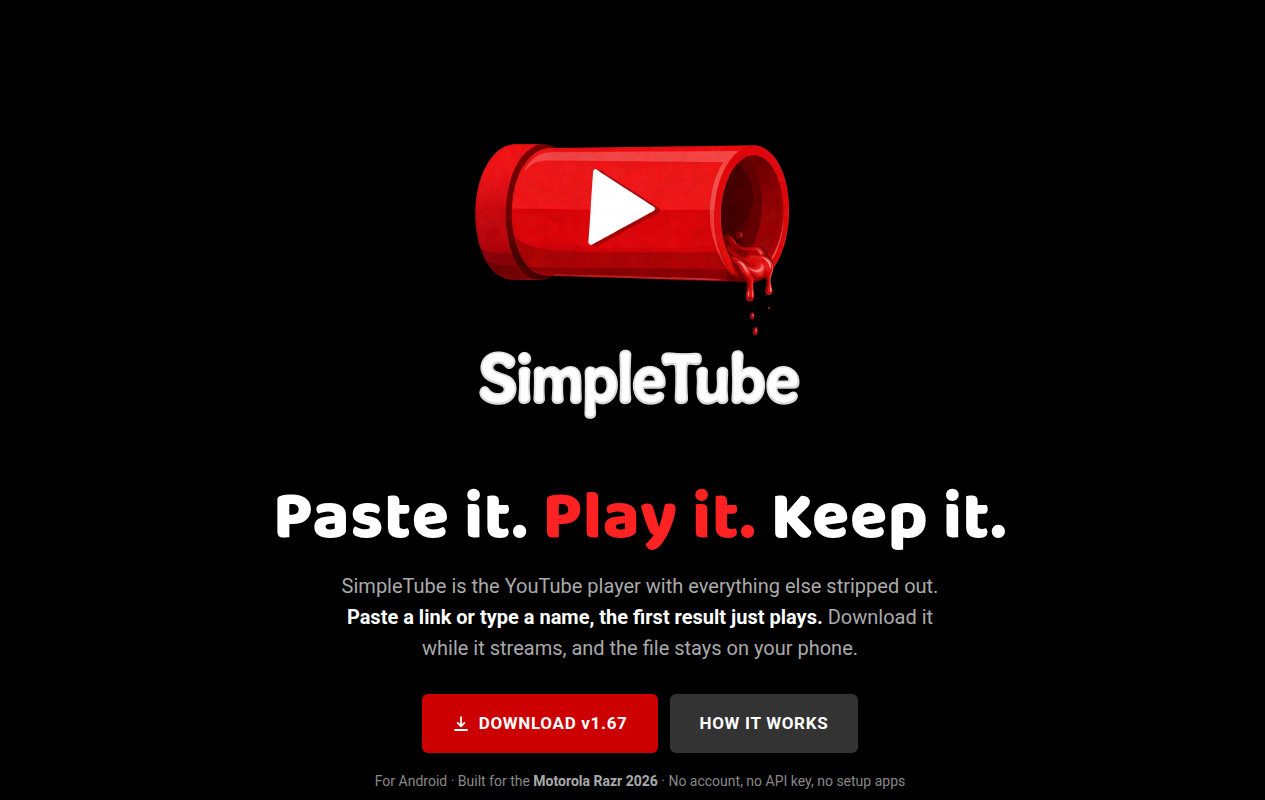 SimpleTube
Paste it. Play it. Keep it.
SimpleTube is the YouTube player with everything else stripped out.
Paste a link or type a name, the first result just plays. Download it
while it streams, and the file stays on your phone.
DOWNLOAD v1.67
HOW IT WORKS
For Android · Built for the Motorola Razr 2026 · No account, no API key, no setup apps